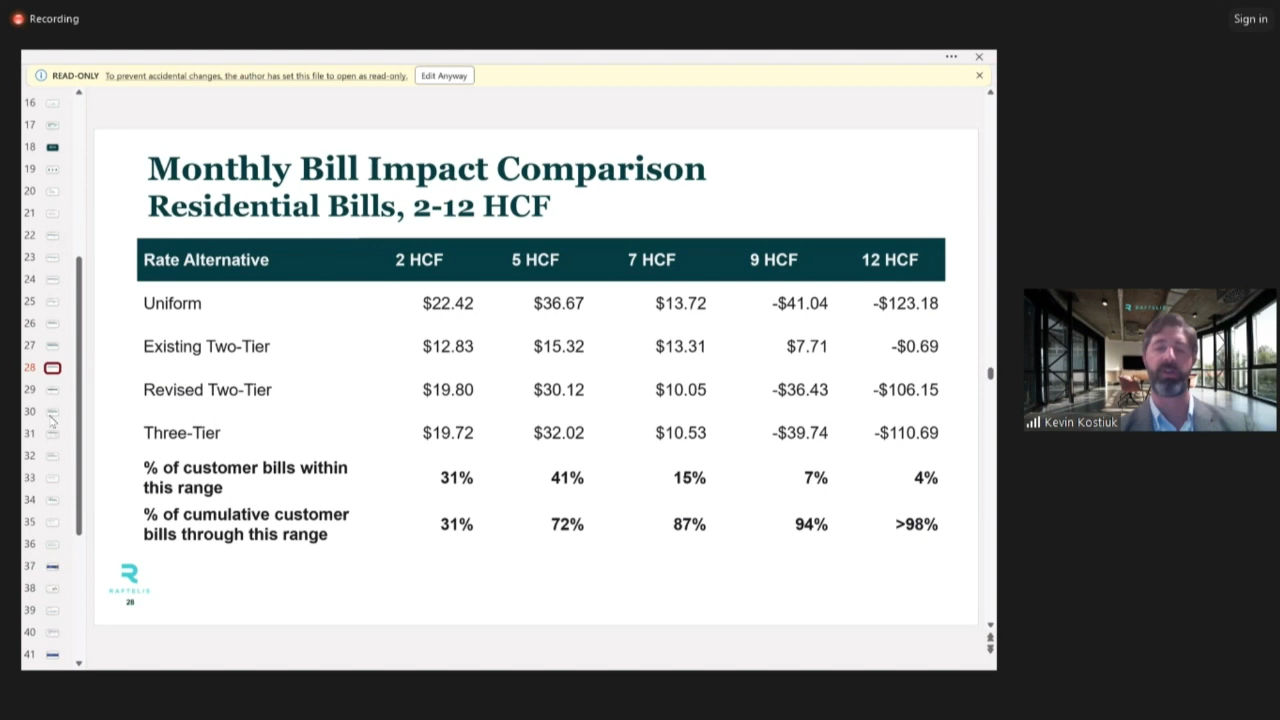 Recording
Sign in
READ-ONLY To prevent accidental changes, the author has set this file to open as read-only. Edit Anyway
16
17
18
19
20
21
22
23
24
25
26
27
28
29
30
31
32
33
34
35
36
37
38
39
40
41
Monthly Bill Impact Comparison
Residential Bills, 2-12 HCF
Rate Alternative 2 HCF 5 HCF 7 HCF 9 HCF 12 HCF
Uniform $22.42 $36.67 $13.72 -$41.04 -$123.18
Existing Two-Tier $12.83 $15.32 $13.31 $7.71 -$0.69
Revised Two-Tier $19.80 $30.12 $10.05 -$36.43 -$106.15
Three-Tier $19.72 $32.02 $10.53 -$39.74 -$110.69
% of customer bills within
this range 31% 41% 15% 7% 4%
% of cumulative customer
bills through this range 31% 72% 87% 94% >98%
RAFTELIS
28
RAFTELIS
Kevin Kostiuk